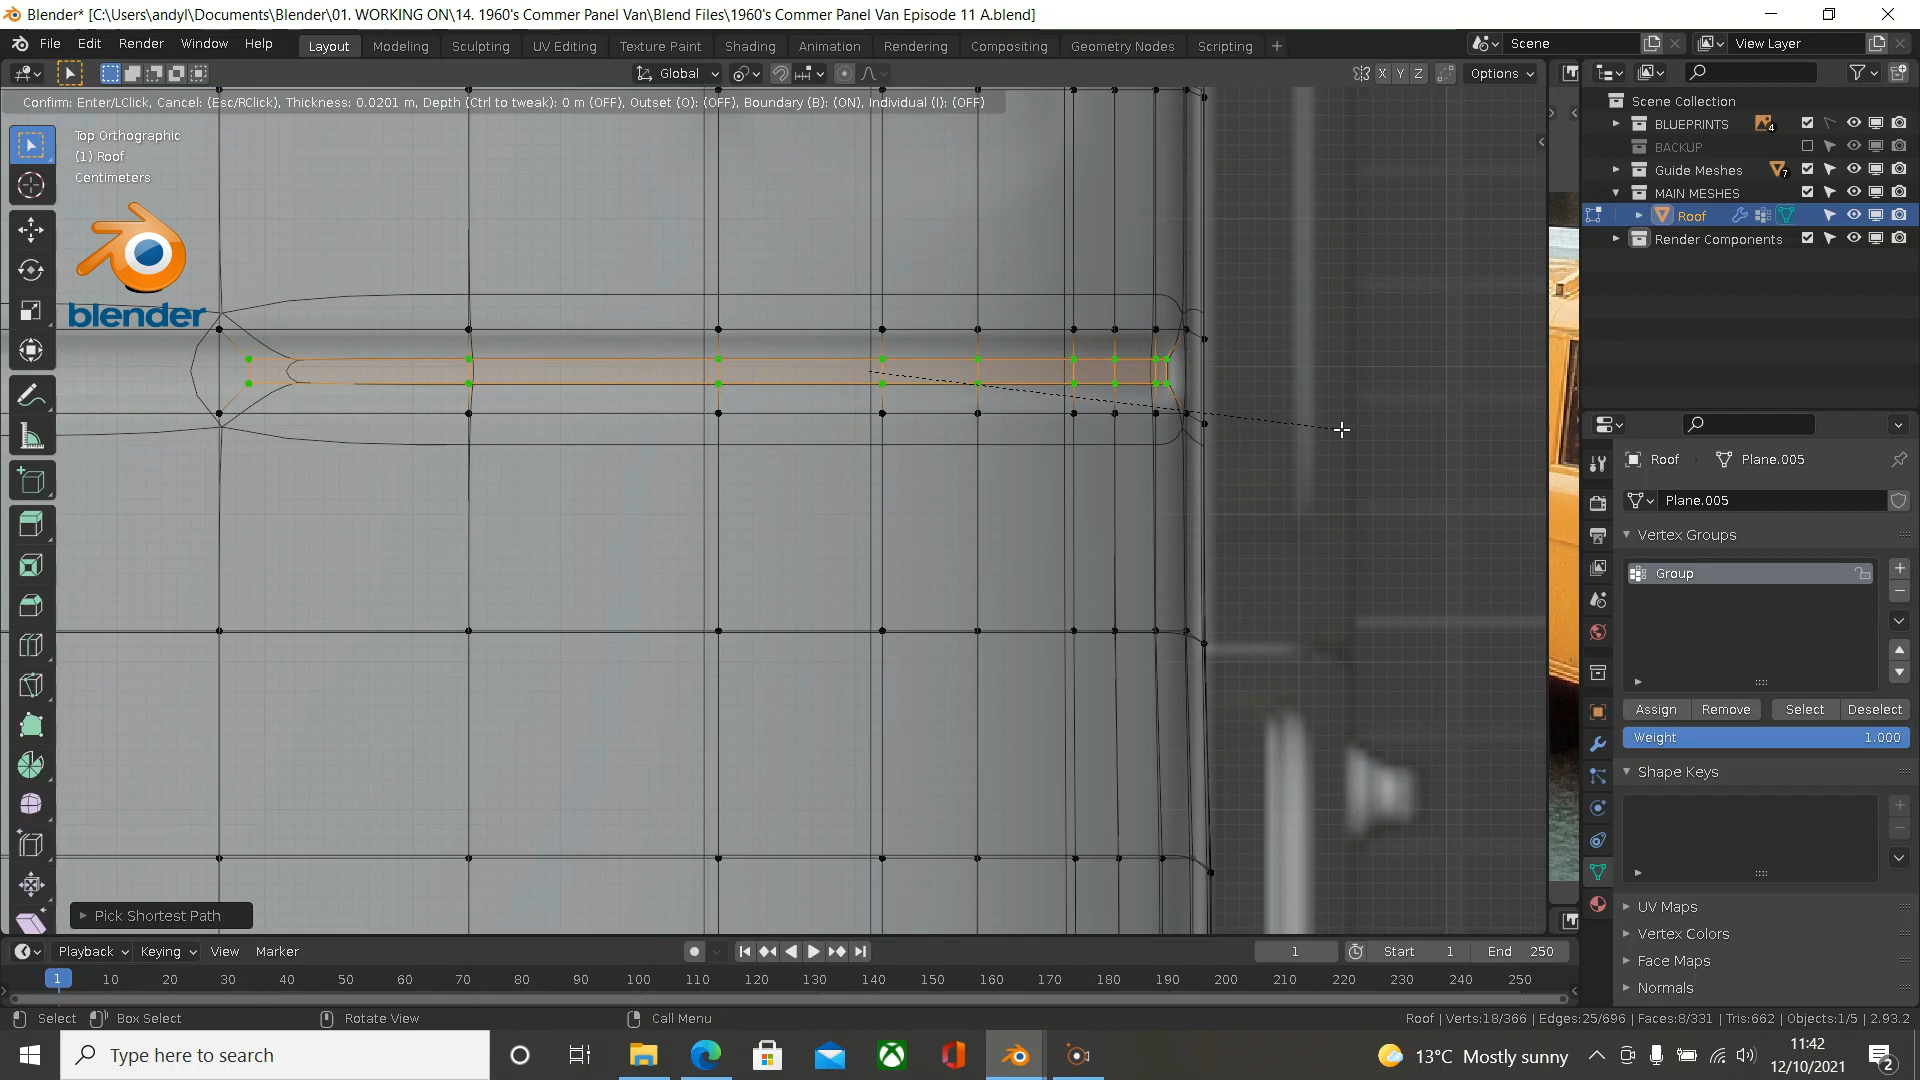 Blender* [C:\Users\andyl\Documents\Blender\01. WORKING ON\14. 1960's Commer Panel Van\Blend Files\1960's Commer Panel Van Episode 11 A.blend]
File Edit Render Window Help Layout Modeling Sculpting UV Editing Texture Paint Shading Animation Rendering Compositing Geometry Nodes Scripting + Scene View Layer
Global X Y Z Options
Confirm: Enter/LClick, Cancel: (Esc/RClick), Thickness: 0.0201 m, Depth (Ctrl to tweak): 0 m (OFF), Outset (O): (OFF), Boundary (B): (ON), Individual (I): (OFF)
Top Orthographic
(1) Roof
Centimeters
blender
Scene Collection
BLUEPRINTS 4
BACKUP
Guide Meshes 7
MAIN MESHES
Roof
Render Components
Roof Plane.005
Plane.005
Vertex Groups
Group
Assign Remove Select Deselect
Weight 1.000
Shape Keys
UV Maps
Vertex Colors
Face Maps
Normals
Pick Shortest Path
Playback Keying View Marker 1 Start 1 End 250
1 10 20 30 40 50 60 70 80 90 100 110 120 130 140 150 160 170 180 190 200 210 220 230 240 250
Select Box Select Rotate View Call Menu Roof | Verts:18/366 | Edges:25/696 | Faces:8/331 | Tris:662 | Objects:1/5 | 2.93.2
Type here to search 13°C Mostly sunny 11:42
12/10/2021 2